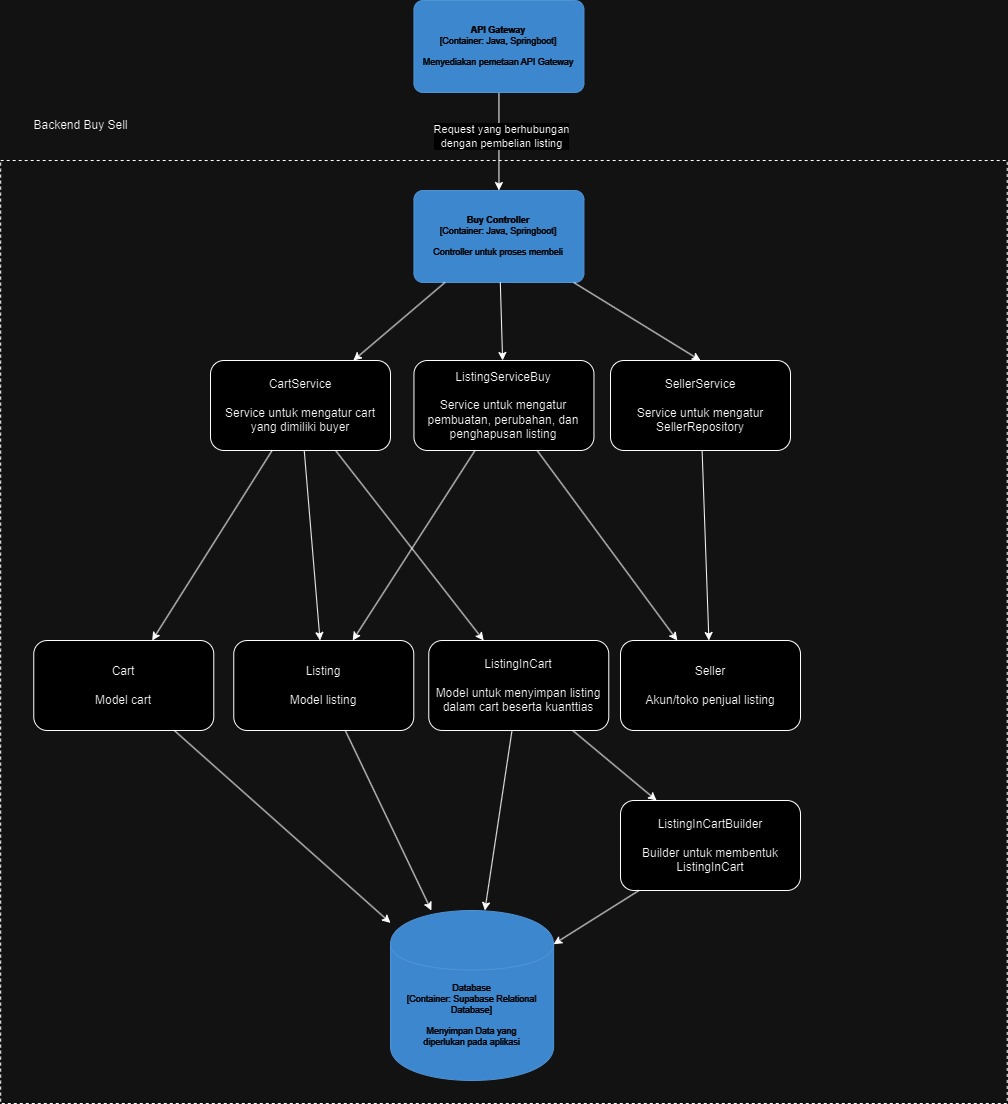 API Gateway
[Container: Java, Springboot]
Menyediakan pemetaan API Gateway
Backend Buy Sell
Request yang berhubungan
dengan pembelian listing
Buy Controller
[Container: Java, Springboot]
Controller untuk proses membeli
CartService
Service untuk mengatur cart
yang dimiliki buyer
ListingServiceBuy
Service untuk mengatur
pembuatan, perubahan, dan
penghapusan listing
SellerService
Service untuk mengatur
SellerRepository
Cart
Model cart
Listing
Model listing
ListingInCart
Model untuk menyimpan listing
dalam cart beserta kuanttias
Seller
Akun/toko penjual listing
ListingInCartBuilder
Builder untuk membentuk
ListingInCart
Database
[Container: Supabase Relational
Database]
Menyimpan Data yang
diperlukan pada aplikasi